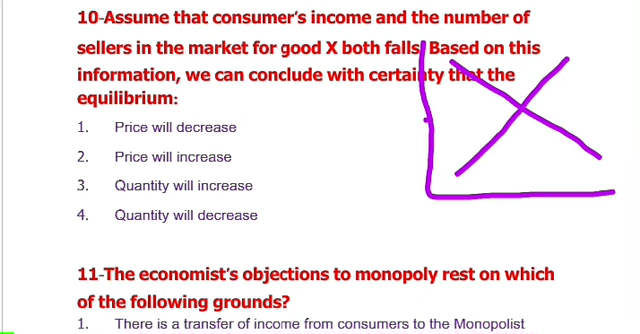 10-Assume that consumer's income and the number of
sellers in the market for good X both falls. Based on this
information, we can conclude with certainty that the
equilibrium:
1. Price will decrease
2. Price will increase
3. Quantity will increase
4. Quantity will decrease
11-The economist's objections to monopoly rest on which
of the following grounds?
1. There is a transfer of income from consumers to the Monopolist